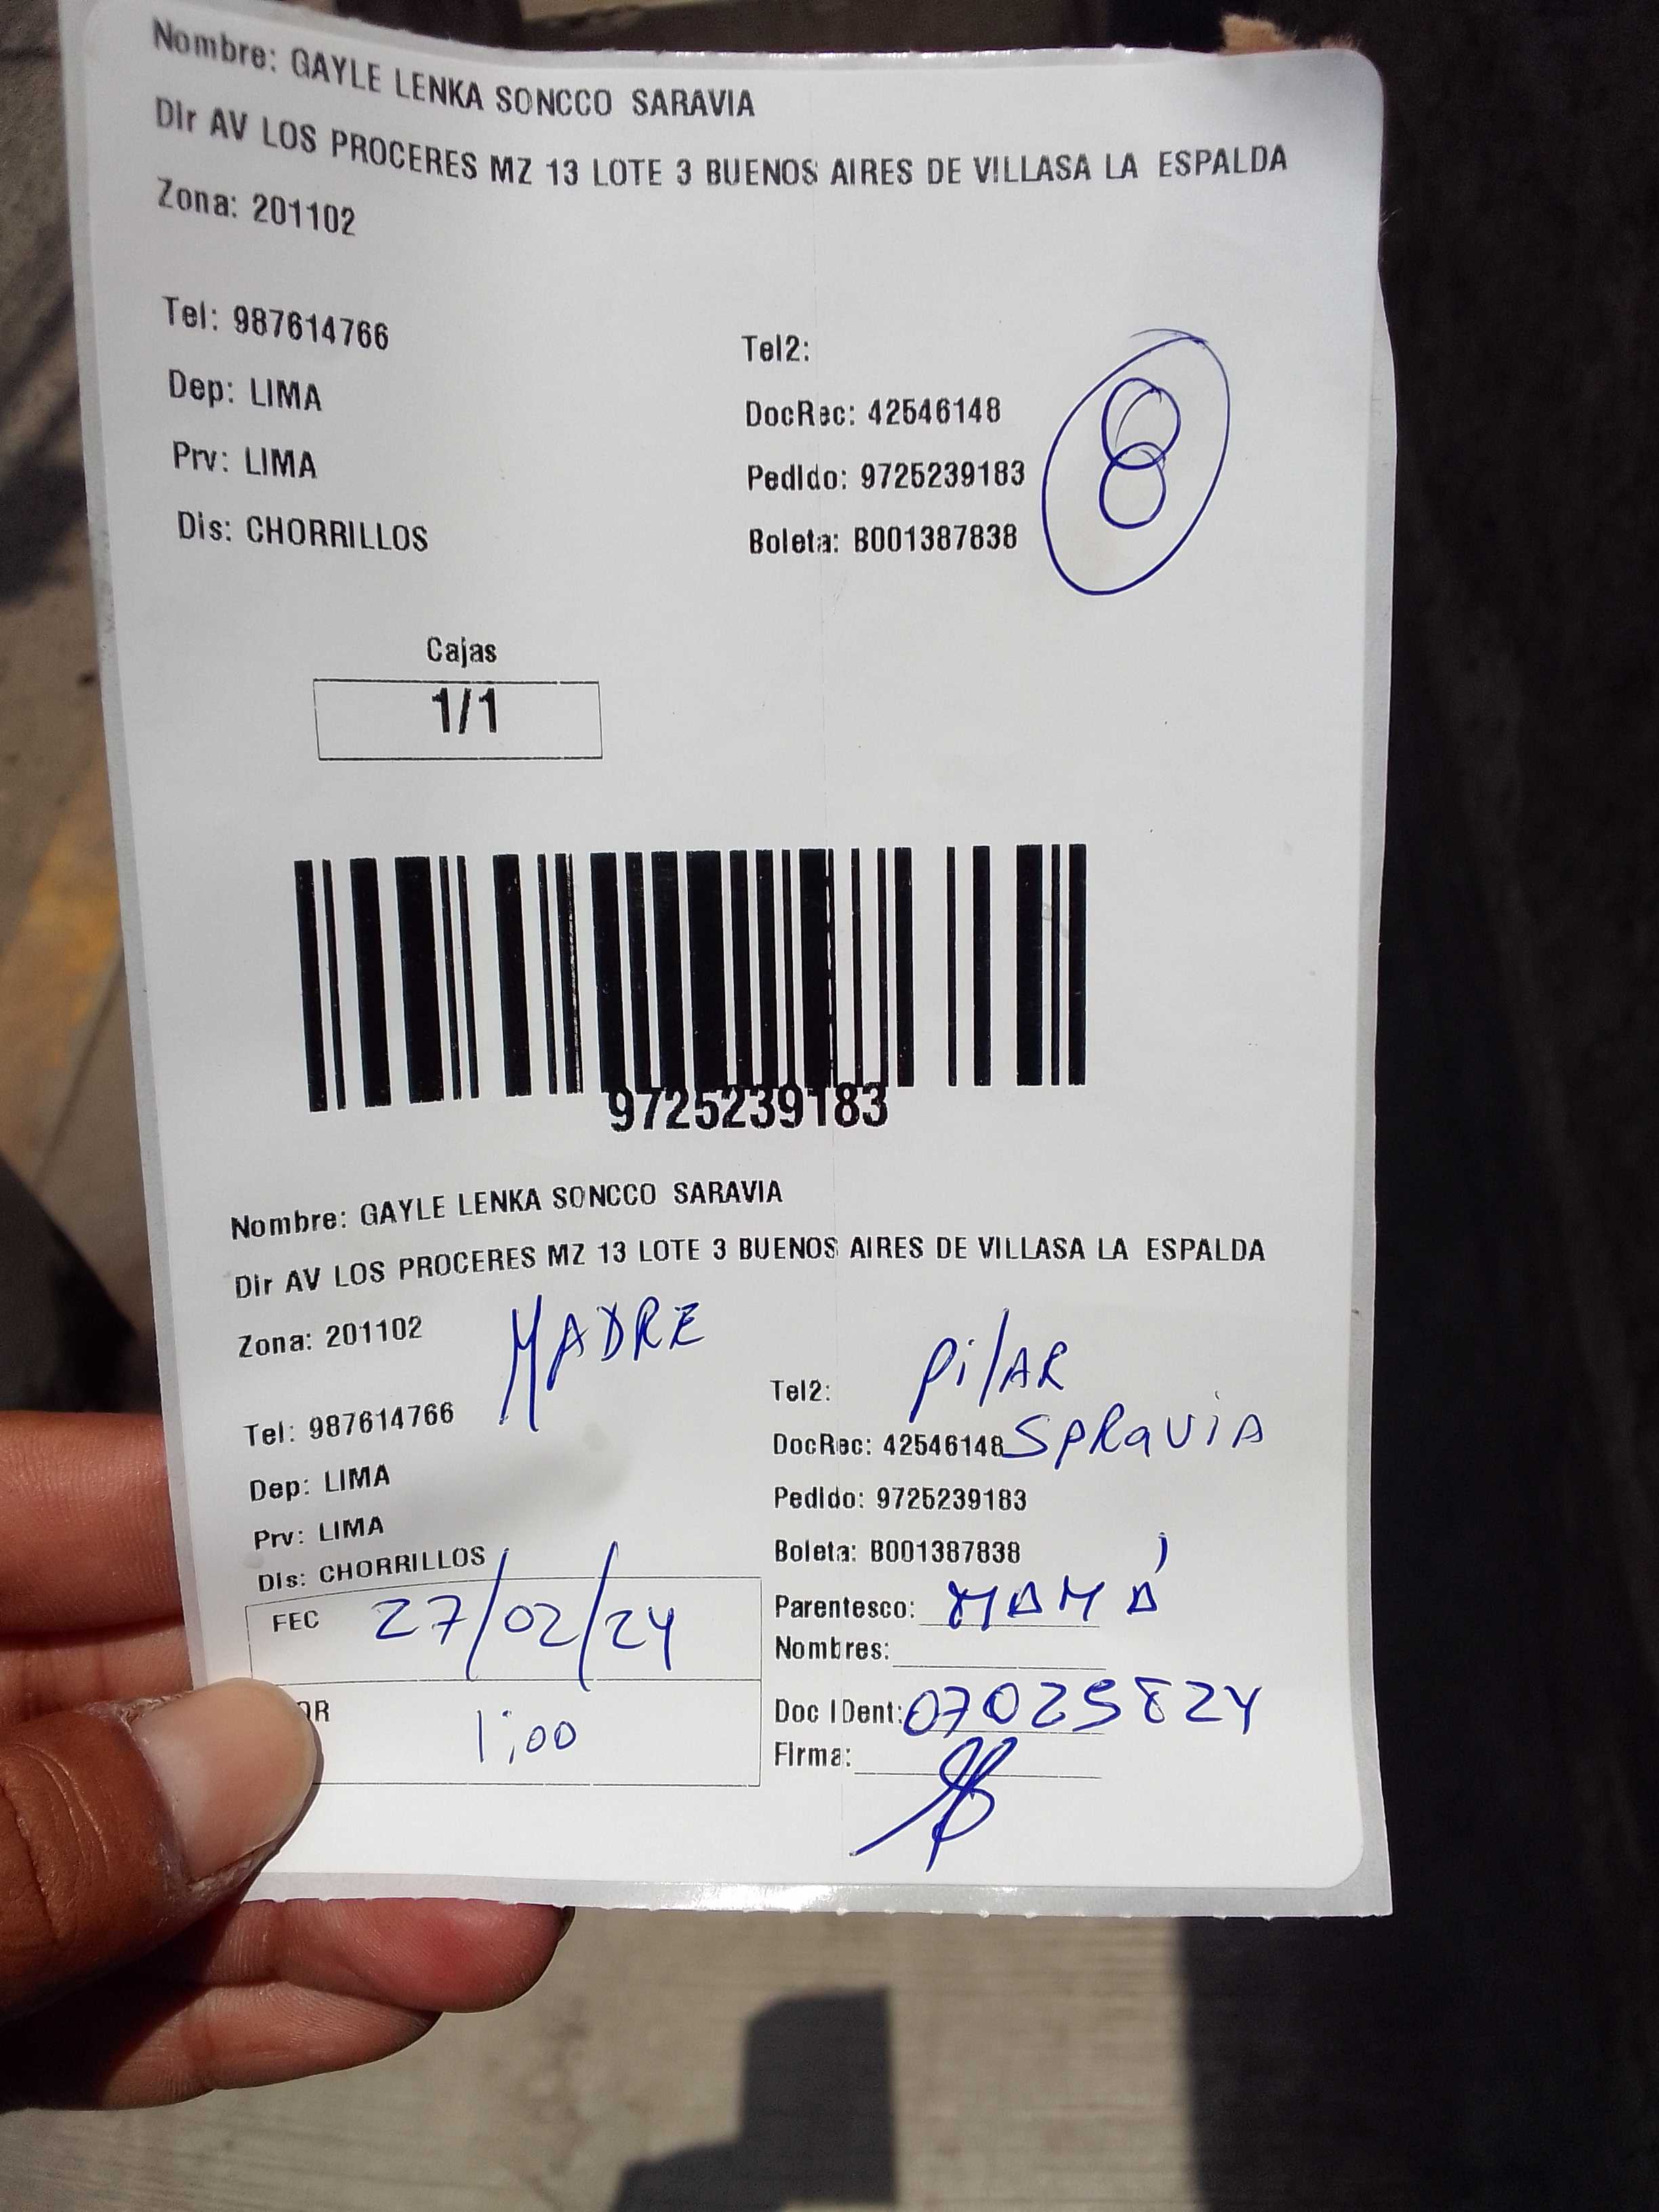 Nombre: GAYLE LENKA SONCCO SARAVIA
Dir AV LOS PROCERES MZ 13 LOTE 3 BUENOS AIRES DE VILLASA LA ESPALDA
Zona: 201102
Tel: 987614766
Tel2:
Dep: LIMA
DocRec: 42546148
Prv: LIMA
Pedido: 9725239183
Dis: CHORRILLOS
Boleta: B001387838
8
Cajas
1/1
9725239183
Nombre: GAYLE LENKA SONCCO SARAVIA
Dir AV LOS PROCERES MZ 13 LOTE 3 BUENOS AIRES DE VILLASA LA ESPALDA
Zona: 201102
MADRE
Tel: 987614766
Tel2:
PilAR
DocRec: 42546148
SARaViA
Dep: LIMA
Pedido: 9725239183
Prv: LIMA
Boleta: B001387838
Dis: CHORRILLOS
Parentesco: MAMÁ
FEC 27/02/24
Nombres:
OR 1:00
Doc IDent: 07025824
Firma: